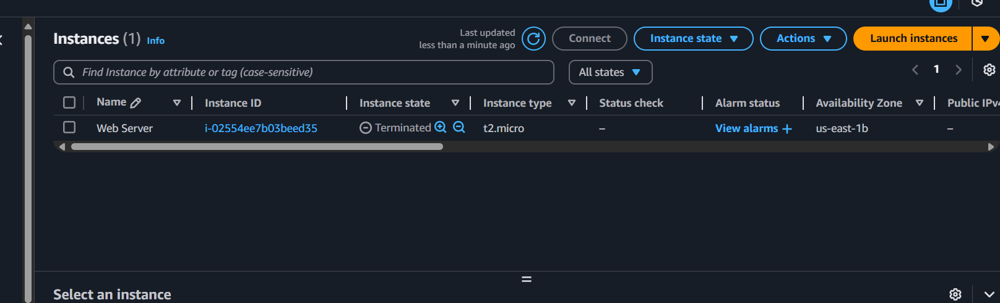 Instances (1) Info
Last updated
less than a minute ago
Connect
Instance state
Actions
Launch instances
Find Instance by attribute or tag (case-sensitive)
All states
1
Name Instance ID Instance state Instance type Status check Alarm status Availability Zone Public IPv4
Web Server i-02554ee7b03beed35 Terminated t2.micro – View alarms + us-east-1b –
Select an instance